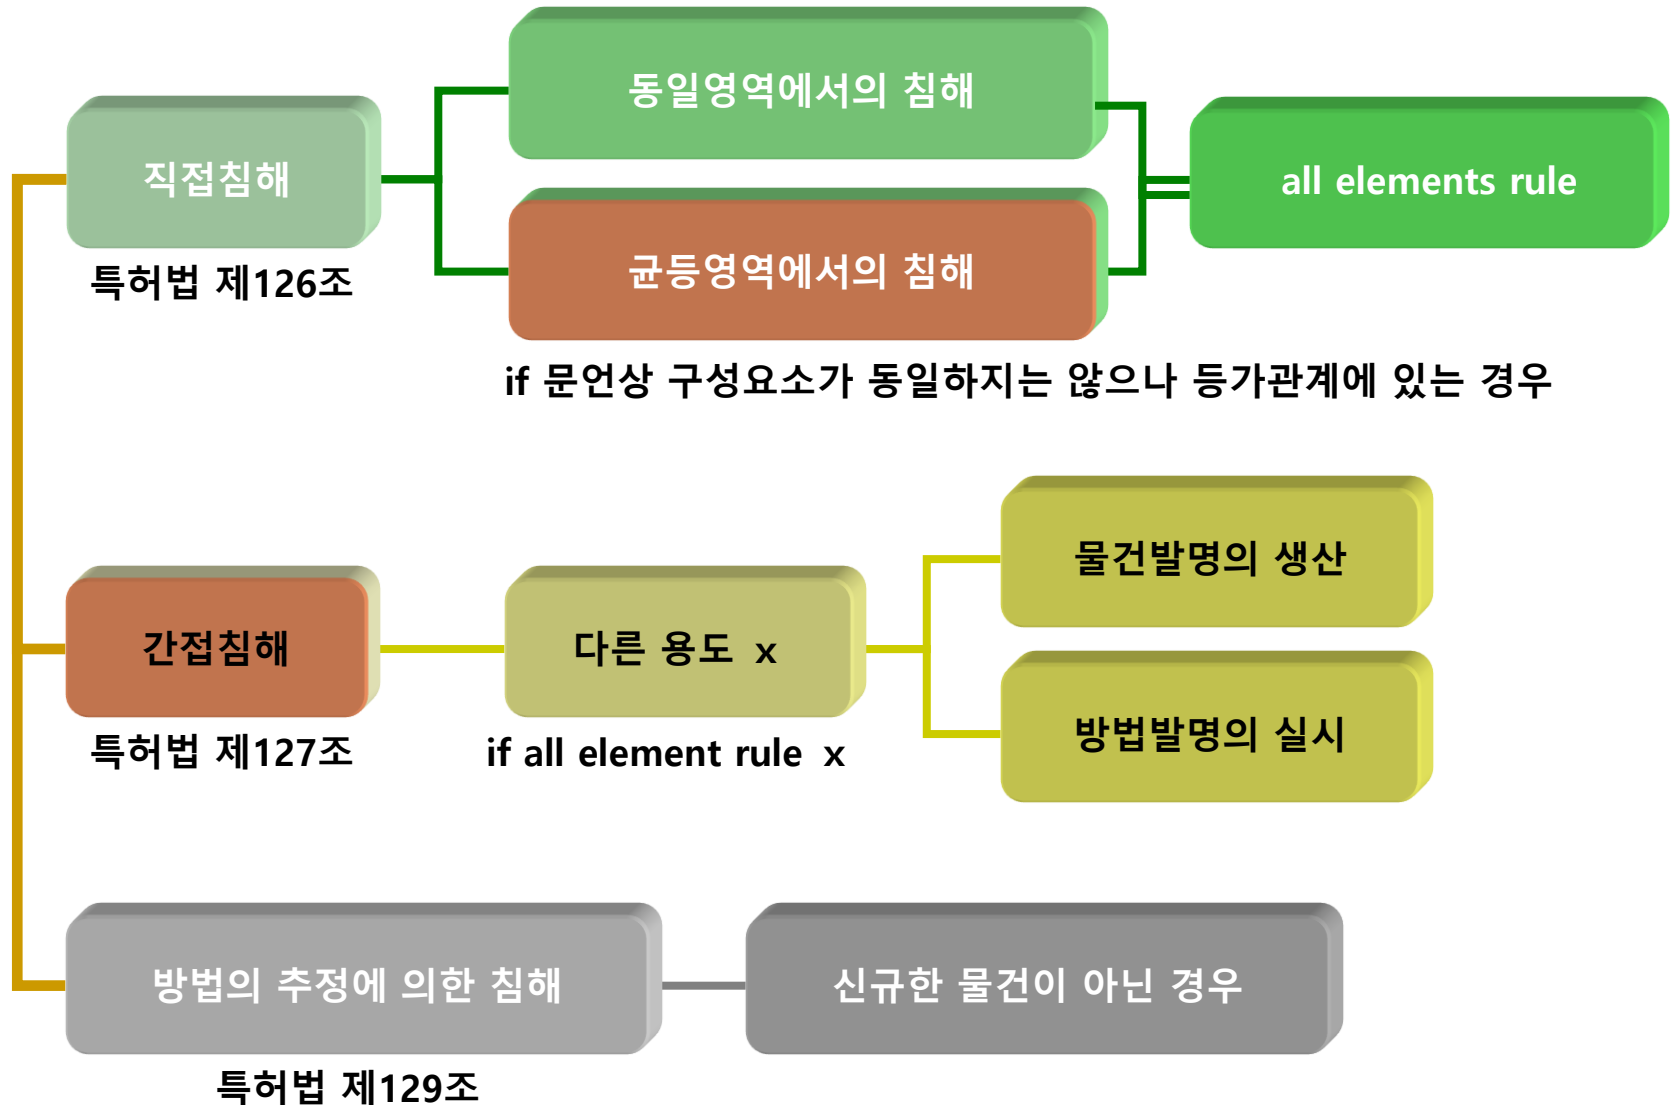 직접침해
특허법 제126조
동일영역에서의 침해
균등영역에서의 침해
all elements rule
if 문언상 구성요소가 동일하지는 않으나 등가관계에 있는 경우
간접침해
특허법 제127조
다른 용도 x
if all element rule x
물건발명의 생산
방법발명의 실시
방법의 추정에 의한 침해
특허법 제129조
신규한 물건이 아닌 경우